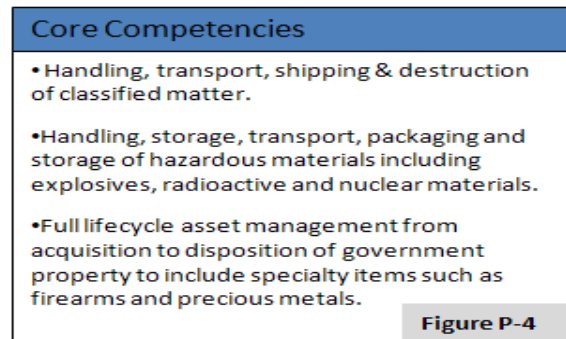 Core Competencies
• Handling, transport, shipping & destruction
of classified matter.
•Handling, storage, transport, packaging and
storage of hazardous materials including
explosives, radioactive and nuclear materials.
•Full lifecycle asset management from
acquisition to disposition of government
property to include specialty items such as
firearms and precious metals.
Figure P-4